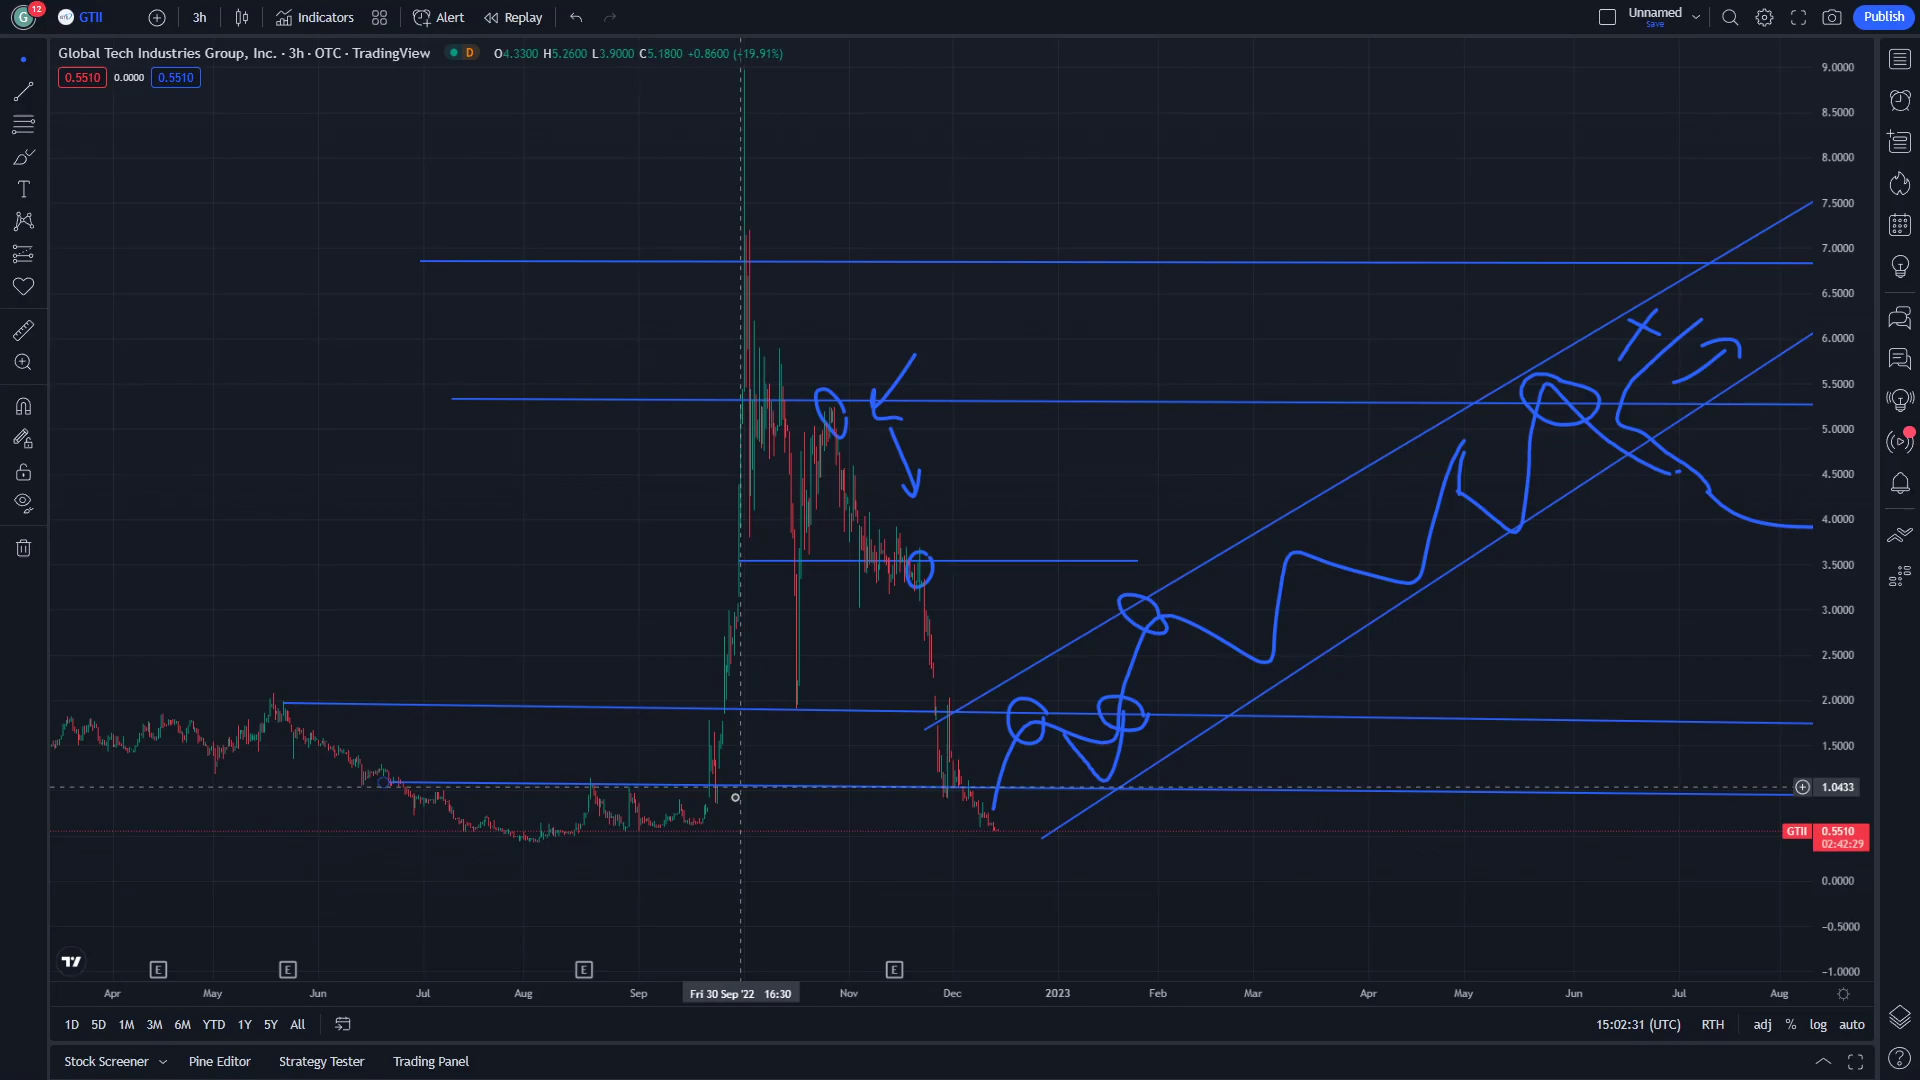 G 12 GTII 3h Indicators Alert Replay Unnamed Save Publish
Global Tech Industries Group, Inc. · 3h · OTC · TradingView D O4.3300 H5.2600 L3.9000 C5.1800 +0.8600 (+19.91%)
0.5510 0.0000 0.5510
9.0000
8.5000
8.0000
7.5000
7.0000
6.5000
6.0000
5.5000
5.0000
4.5000
4.0000
3.5000
3.0000
2.5000
2.0000
1.5000
1.0433
GTII 0.5510
02:42:29
0.0000
−0.5000
−1.0000
E E E E
Apr May Jun Jul Aug Sep Fri 30 Sep '22 16:30 Nov Dec 2023 Feb Mar Apr May Jun Jul Aug
1D 5D 1M 3M 6M YTD 1Y 5Y All 15:02:31 (UTC) RTH adj % log auto
Stock Screener Pine Editor Strategy Tester Trading Panel